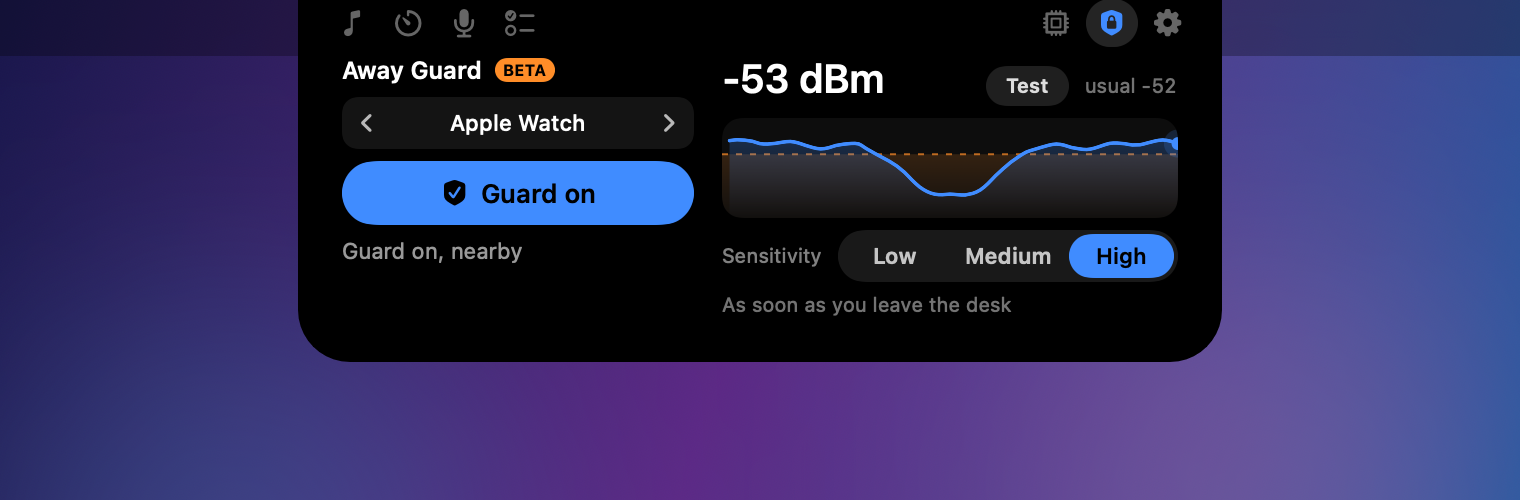 Away Guard BETA
Apple Watch
Guard on
Guard on, nearby
-53 dBm
Test usual -52
Sensitivity Low Medium High
As soon as you leave the desk